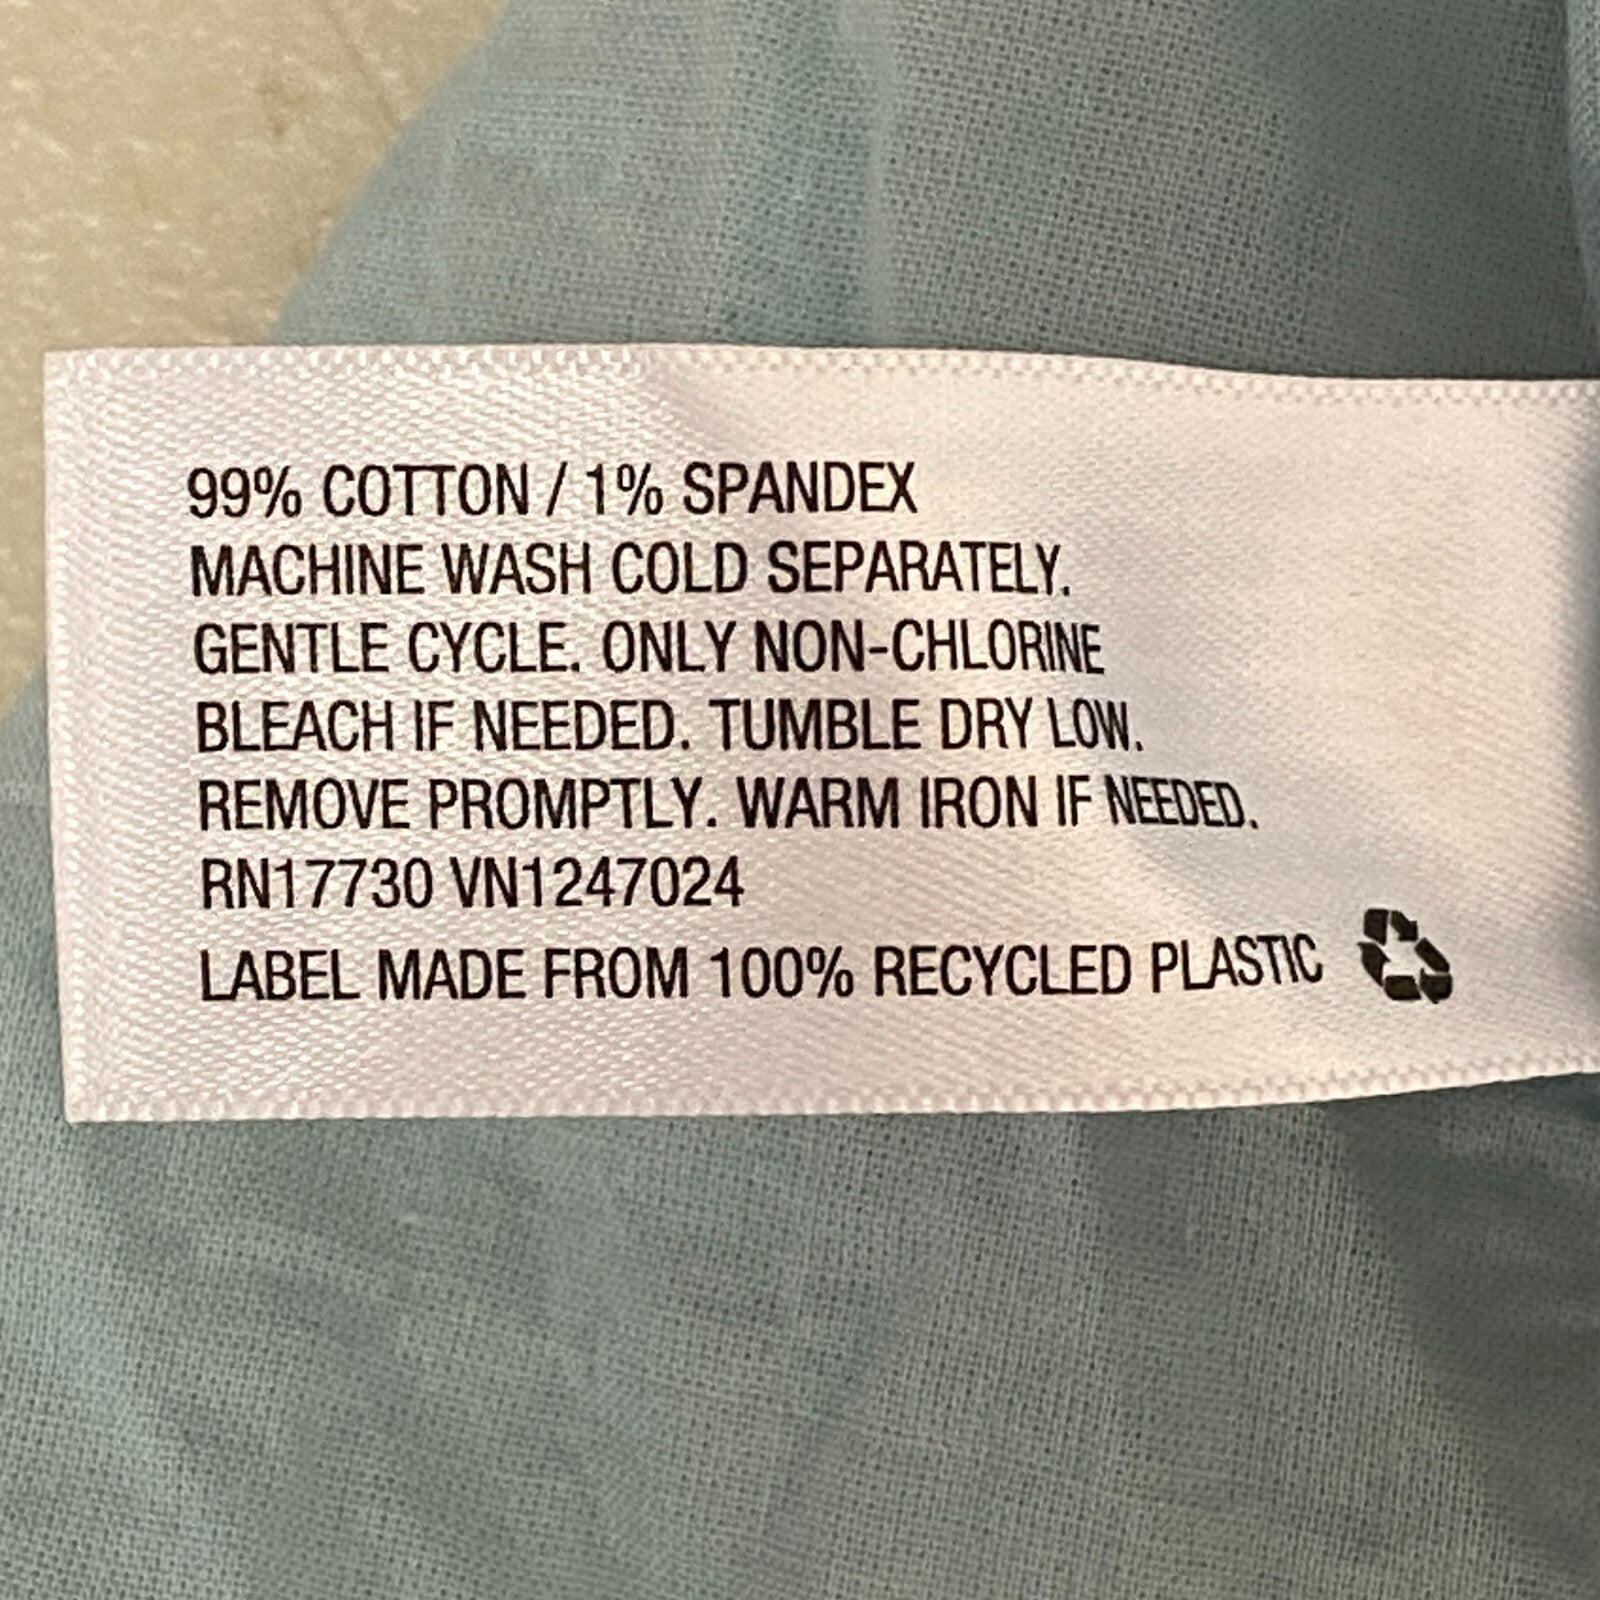 99% COTTON / 1% SPANDEX
MACHINE WASH COLD SEPARATELY.
GENTLE CYCLE. ONLY NON-CHLORINE
BLEACH IF NEEDED. TUMBLE DRY LOW.
REMOVE PROMPTLY. WARM IRON IF NEEDED.
RN17730 VN1247024
LABEL MADE FROM 100% RECYCLED PLASTIC